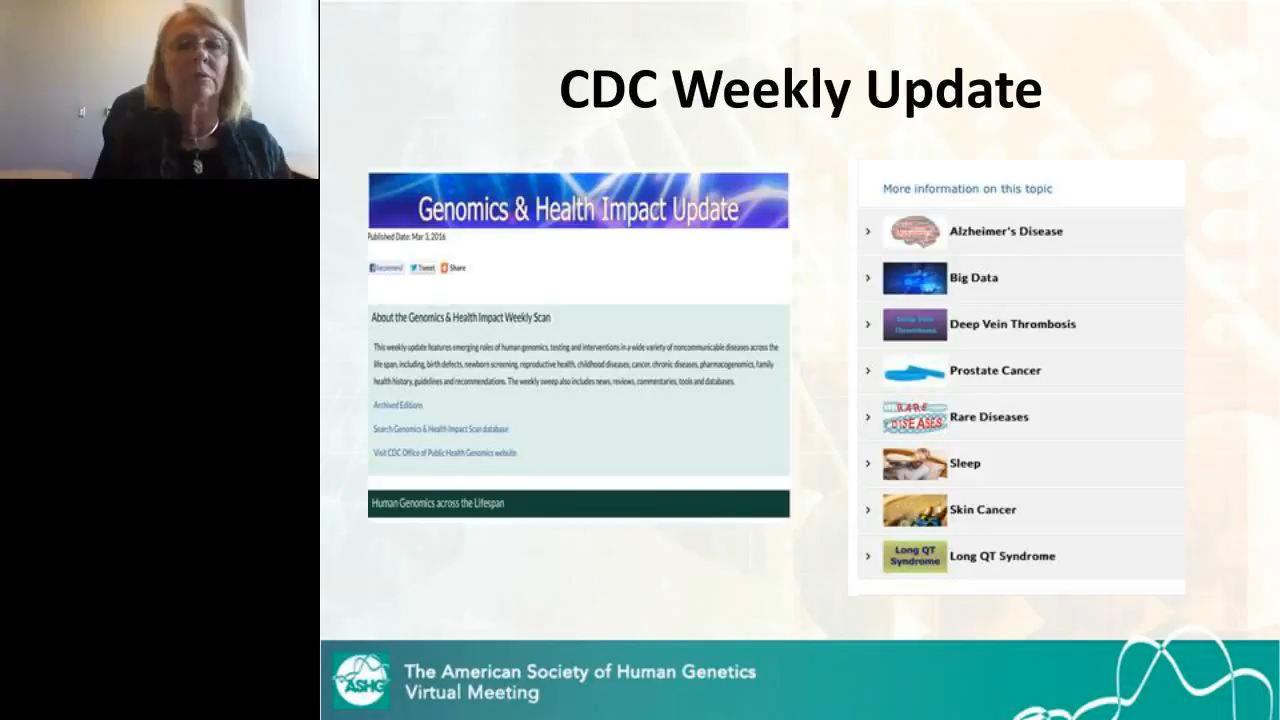 CDC Weekly Update
Genomics & Health Impact Update
Published Date: Mar 3, 2016
Recommend Tweet Share
About the Genomics & Health Impact Weekly Scan
This weekly update features emerging roles of human genomics, testing and interventions in a wide variety of noncommunicable diseases across the
life span, including, birth defects, newborn screening, reproductive health, childhood diseases, cancer, chronic diseases, pharmacogenomics, family
health history, guidelines and recommendations. The weekly sweep also includes news, reviews, commentaries, tools and databases.
Archived Editions
Search Genomics & Health Impact Scan database
Visit CDC Office of Public Health Genomics website
Human Genomics across the Lifespan
More information on this topic
Alzheimer's Disease
Big Data
Deep Vein
Thrombosis
Deep Vein Thrombosis
Prostate Cancer
RARE
DISEASES
Rare Diseases
Sleep
Skin Cancer
Long QT
Syndrome
Long QT Syndrome
ASHG
The American Society of Human Genetics
Virtual Meeting